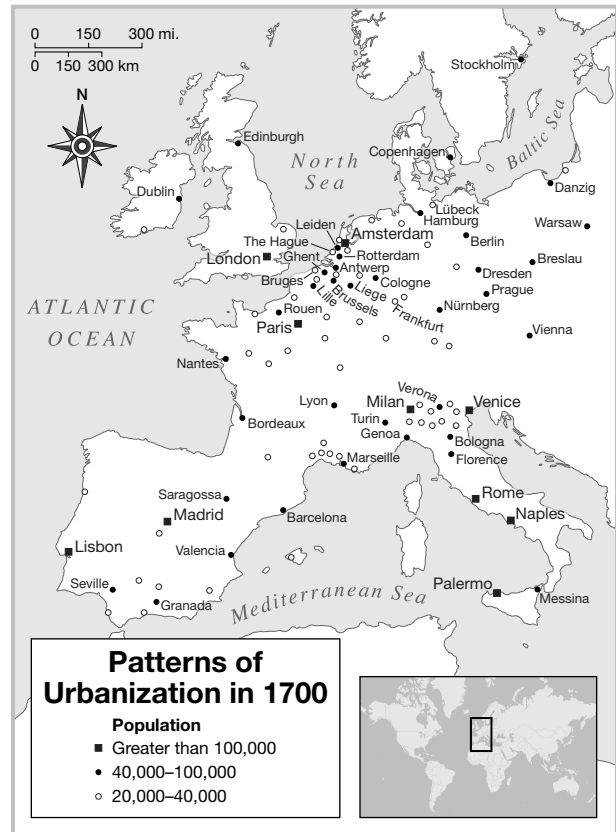 0 150 300 mi.
0 150 300 km
N
Stockholm
Baltic Sea
Edinburgh
North
Sea
Copenhagen
Dublin
Danzig
Lübeck
Hamburg
Warsaw
Leiden
Amsterdam
The Hague
Rotterdam
Berlin
London
Ghent
Antwerp
Breslau
Bruges
Cologne
Dresden
Prague
Lille
Brussels
Liege
Frankfurt
Nürnberg
ATLANTIC
OCEAN
Rouen
Paris
Vienna
Nantes
Lyon
Milan
Verona
Venice
Turin
Bordeaux
Genoa
Bologna
Marseille
Florence
Saragossa
Rome
Madrid
Barcelona
Naples
Lisbon
Valencia
Seville
Granada
Palermo
Messina
Mediterranean Sea
Patterns of
Urbanization in 1700
Population
Greater than 100,000
40,000–100,000
20,000–40,000